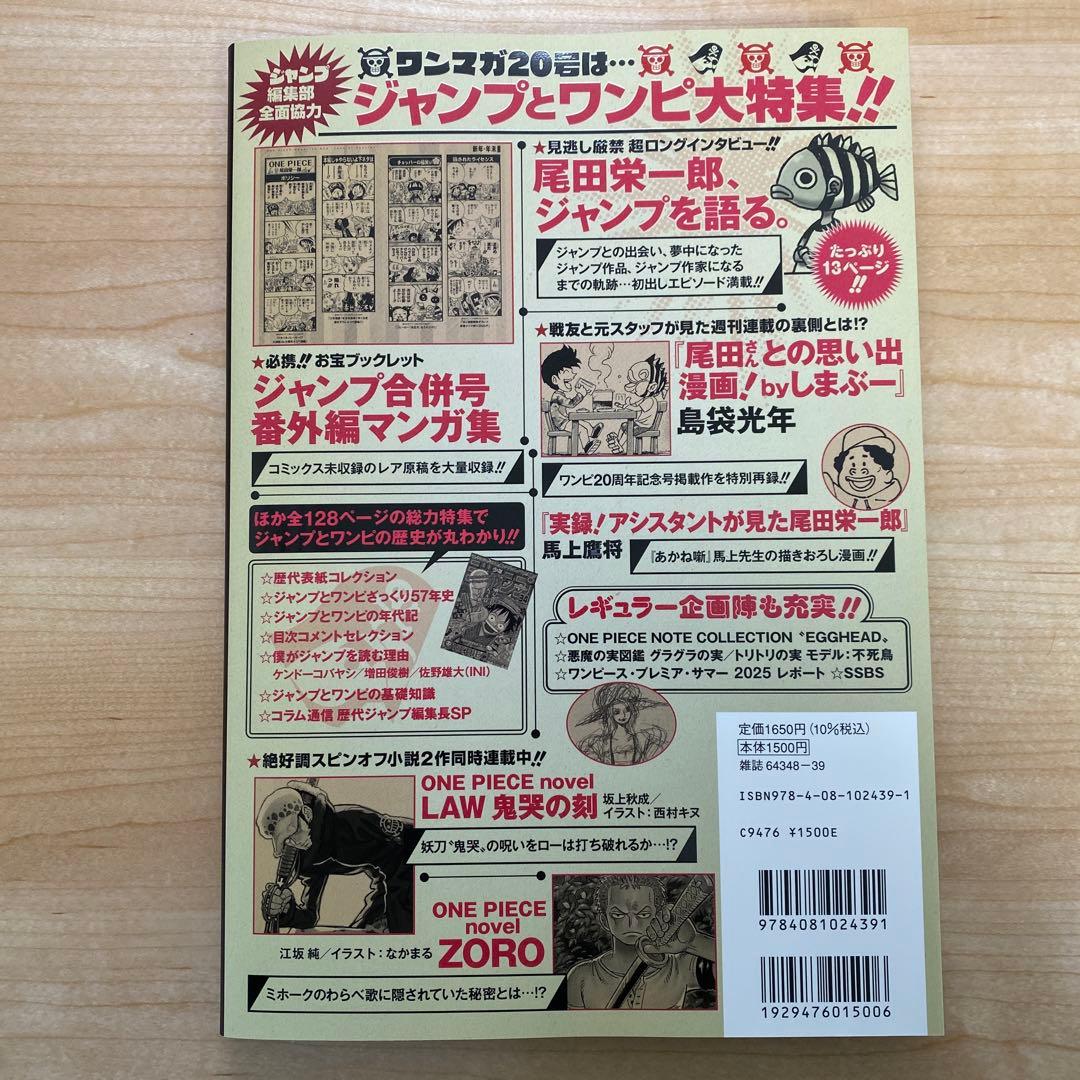 ジャンプ
編集部
全面協力
ワンマガ20号は…
ジャンプとワンピ大特集!!
ONE PIECE
尾田栄一郎
ポリシー
新年・年末篇
★必携!! お宝ブックレット
ジャンプ合併号
番外編マンガ集
コミックス未収録のレア原稿を大量収録!!
★見逃し厳禁 超ロングインタビュー!!
尾田栄一郎、
ジャンプを語る。
ジャンプとの出会い、夢中になった
ジャンプ作品、ジャンプ作家になる
までの軌跡…初出しエピソード満載!!
たっぷり
13ページ
!!
★戦友と元スタッフが見た週刊連載の裏側とは!?
『尾田さんとの思い出
漫画!byしまぶー』
島袋光年
ワンピ20周年記念号掲載作を特別再録!!
『実録!アシスタントが見た尾田栄一郎』
馬上鷹将
『あかね噺』馬上先生の描きおろし漫画!!
ほか全128ページの総力特集で
ジャンプとワンピの歴史が丸わかり!!
☆歴代表紙コレクション
☆ジャンプとワンピざっくり57年史
☆ジャンプとワンピの年代記
☆目次コメントセレクション
☆僕がジャンプを読む理由
ケンドーコバヤシ/増田俊樹/佐野雄大(INI)
☆ジャンプとワンピの基礎知識
☆コラム通信 歴代ジャンプ編集長SP
レギュラー企画陣も充実!!
☆ONE PIECE NOTE COLLECTION〝EGGHEAD〟
☆悪魔の実図鑑 グラグラの実/トリトリの実 モデル:不死鳥
☆ワンピース・プレミア・サマー 2025 レポート ☆SSBS
★絶好調スピンオフ小説2作同時連載中!!
ONE PIECE novel
LAW 鬼哭の刻
坂上秋成/
イラスト:西村キヌ
妖刀〝鬼哭〟の呪いをローは打ち破れるか…!?
ONE PIECE
novel
ZORO
江坂 純/イラスト:なかまる
ミホークのわらべ歌に隠されていた秘密とは…!?
定価1650円(10%税込)
本体1500円
雑誌 64348-39
ISBN978-4-08-102439-1
C9476 ¥1500E
9784081024391
1929476015006